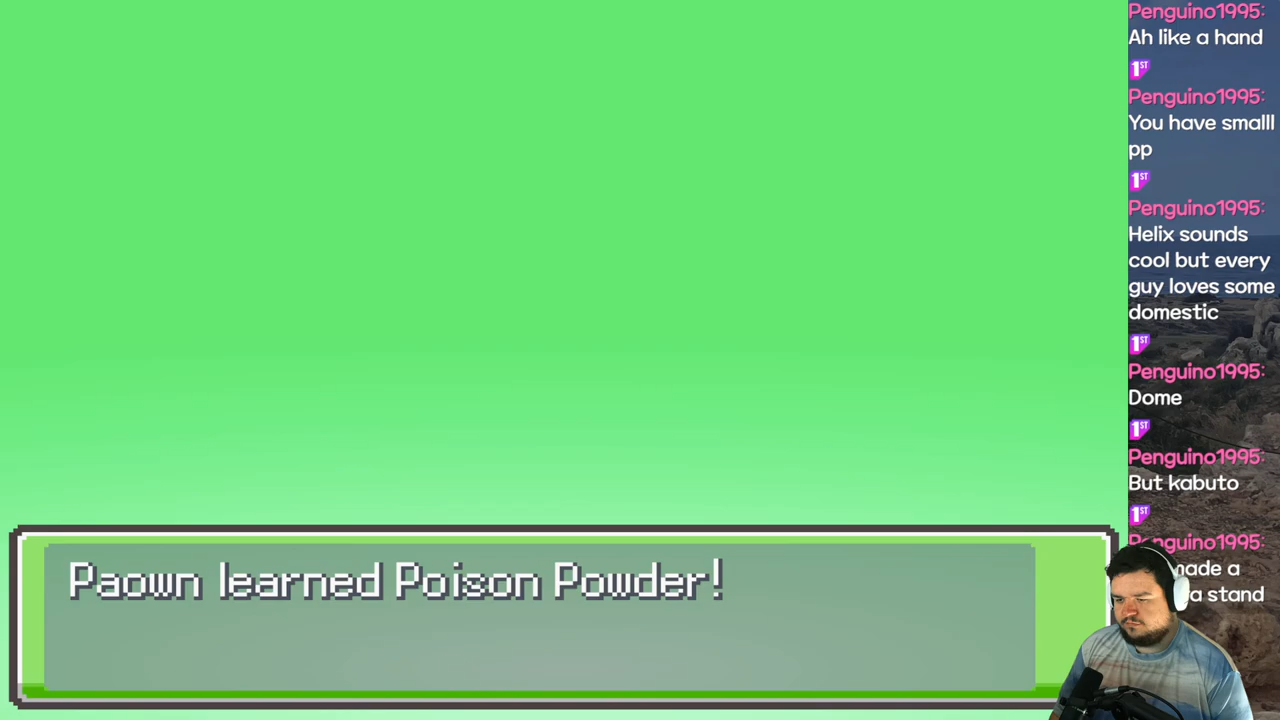 Penguino1995:
Ah like a hand
1ST
Penguino1995:
You have smalll
pp
1ST
Penguino1995:
Helix sounds
cool but every
guy loves some
domestic
1ST
Penguino1995:
Dome
1ST
Penguino1995:
But kabuto
1ST
Penguino1995:
made a
a stand
Paown learned Poison Powder!